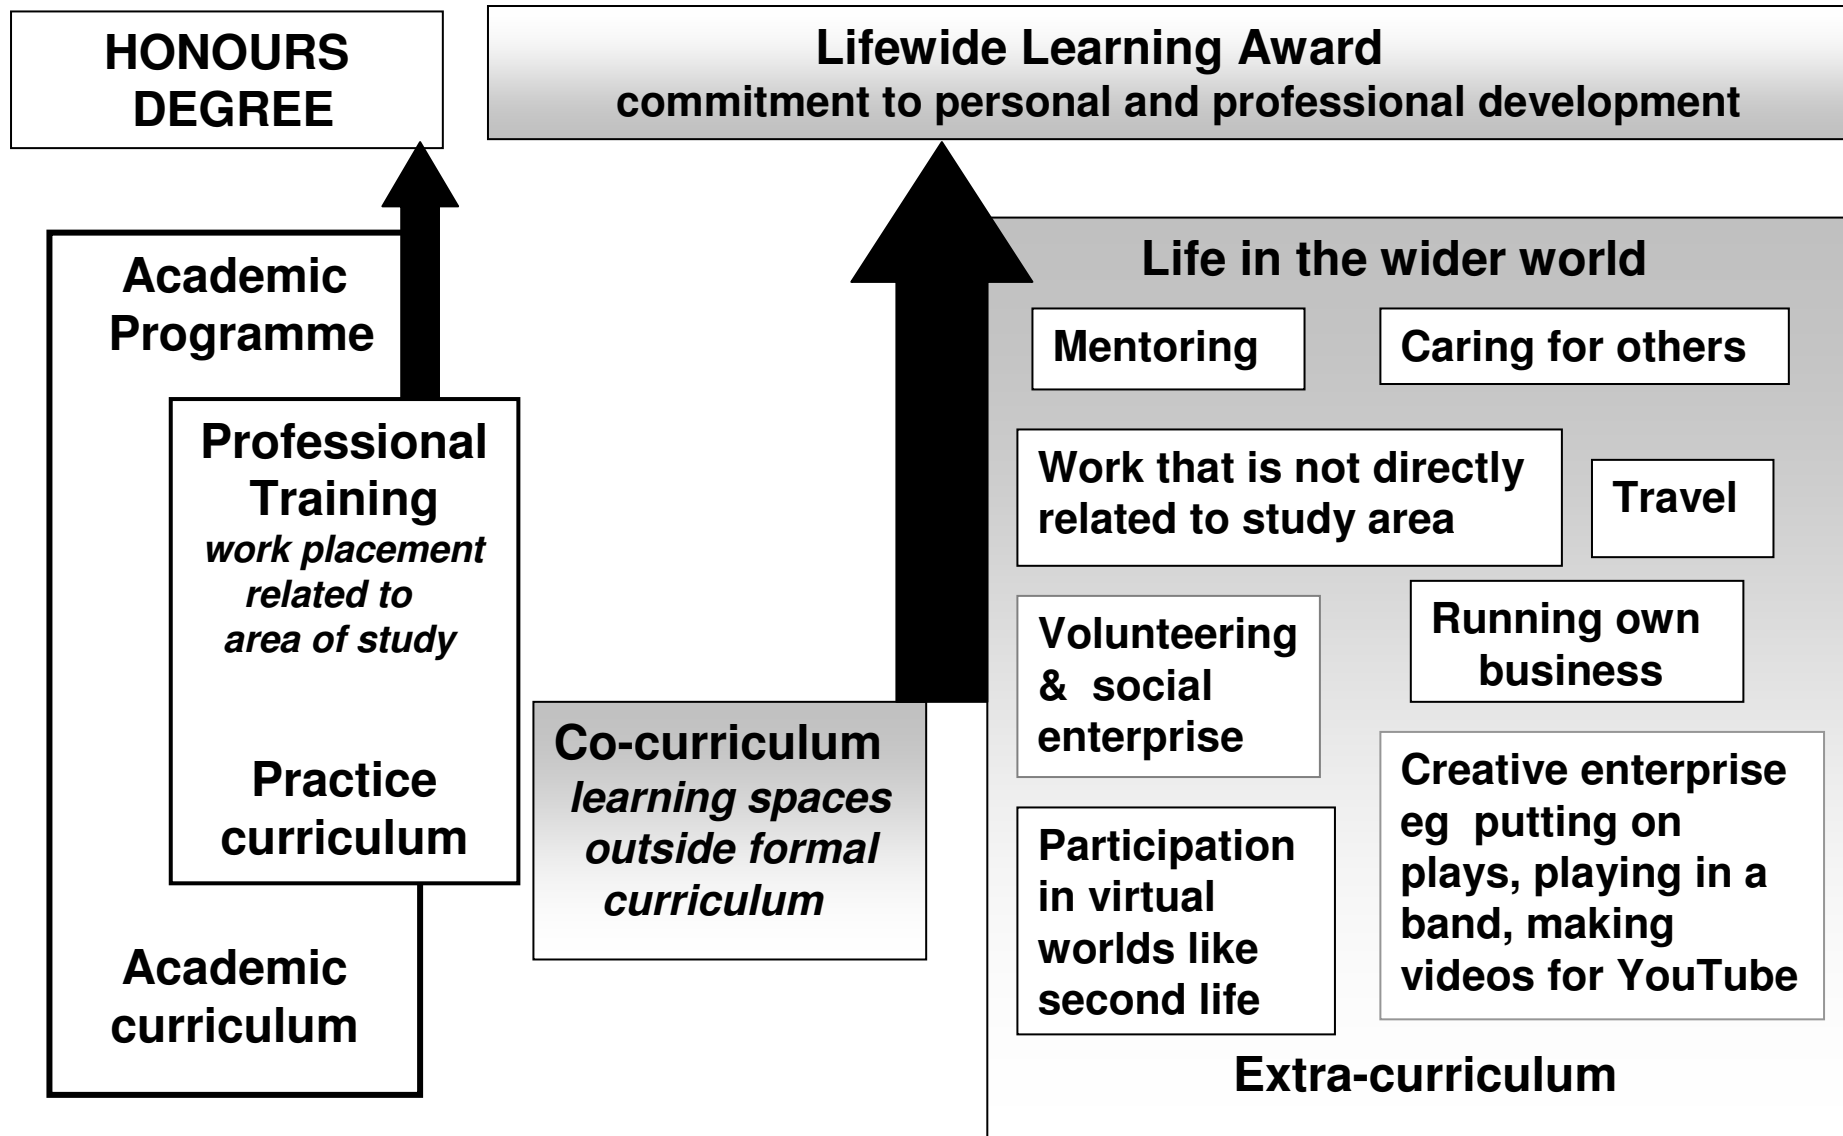 HONOURS
DEGREE
Lifewide Learning Award
commitment to personal and professional development
Academic
Programme
Professional
Training
work placement
related to
area of study
Practice
curriculum
Academic
curriculum
Co-curriculum
learning spaces
outside formal
curriculum
Life in the wider world
Mentoring
Caring for others
Work that is not directly
related to study area
Travel
Volunteering
& social
enterprise
Running own
business
Participation
in virtual
worlds like
second life
Creative enterprise
eg putting on
plays, playing in a
band, making
videos for YouTube
Extra-curriculum